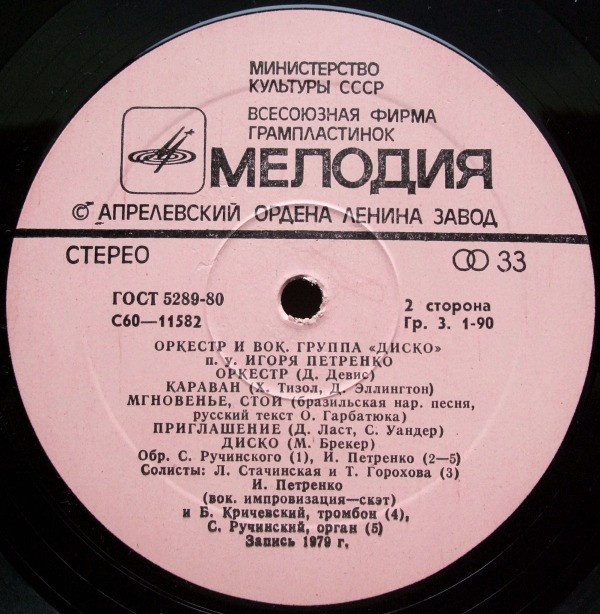 МИНИСТЕРСТВО
КУЛЬТУРЫ СССР
ВСЕСОЮЗНАЯ ФИРМА
ГРАМПЛАСТИНОК
МЕЛОДИЯ
© АПРЕЛЕВСКИЙ ОРДЕНА ЛЕНИНА ЗАВОД
СТЕРЕО 33
ГОСТ 5289-80 2 сторона
С60—11582 Гр. 3. 1-90
ОРКЕСТР И ВОК. ГРУППА «ДИСКО»
п. у. ИГОРЯ ПЕТРЕНКО
ОРКЕСТР (Д. Девис)
КАРАВАН (Х. Тизол, Д. Эллингтон)
МГНОВЕНЬЕ, СТОЙ (бразильская нар. песня,
русский текст О. Гарбатюка)
ПРИГЛАШЕНИЕ (Д. Ласт, С. Уандер)
ДИСКО (М. Брекер)
Обр. С. Ручинского (1), И. Петренко (2—5)
Солисты: Л. Стачинская и Т. Горохова (3)
И. Петренко
(вок. импровизация—скэт)
и Б. Кричевский, тромбон (4),
С. Ручинский, орган (5)
Запись 1979 г.